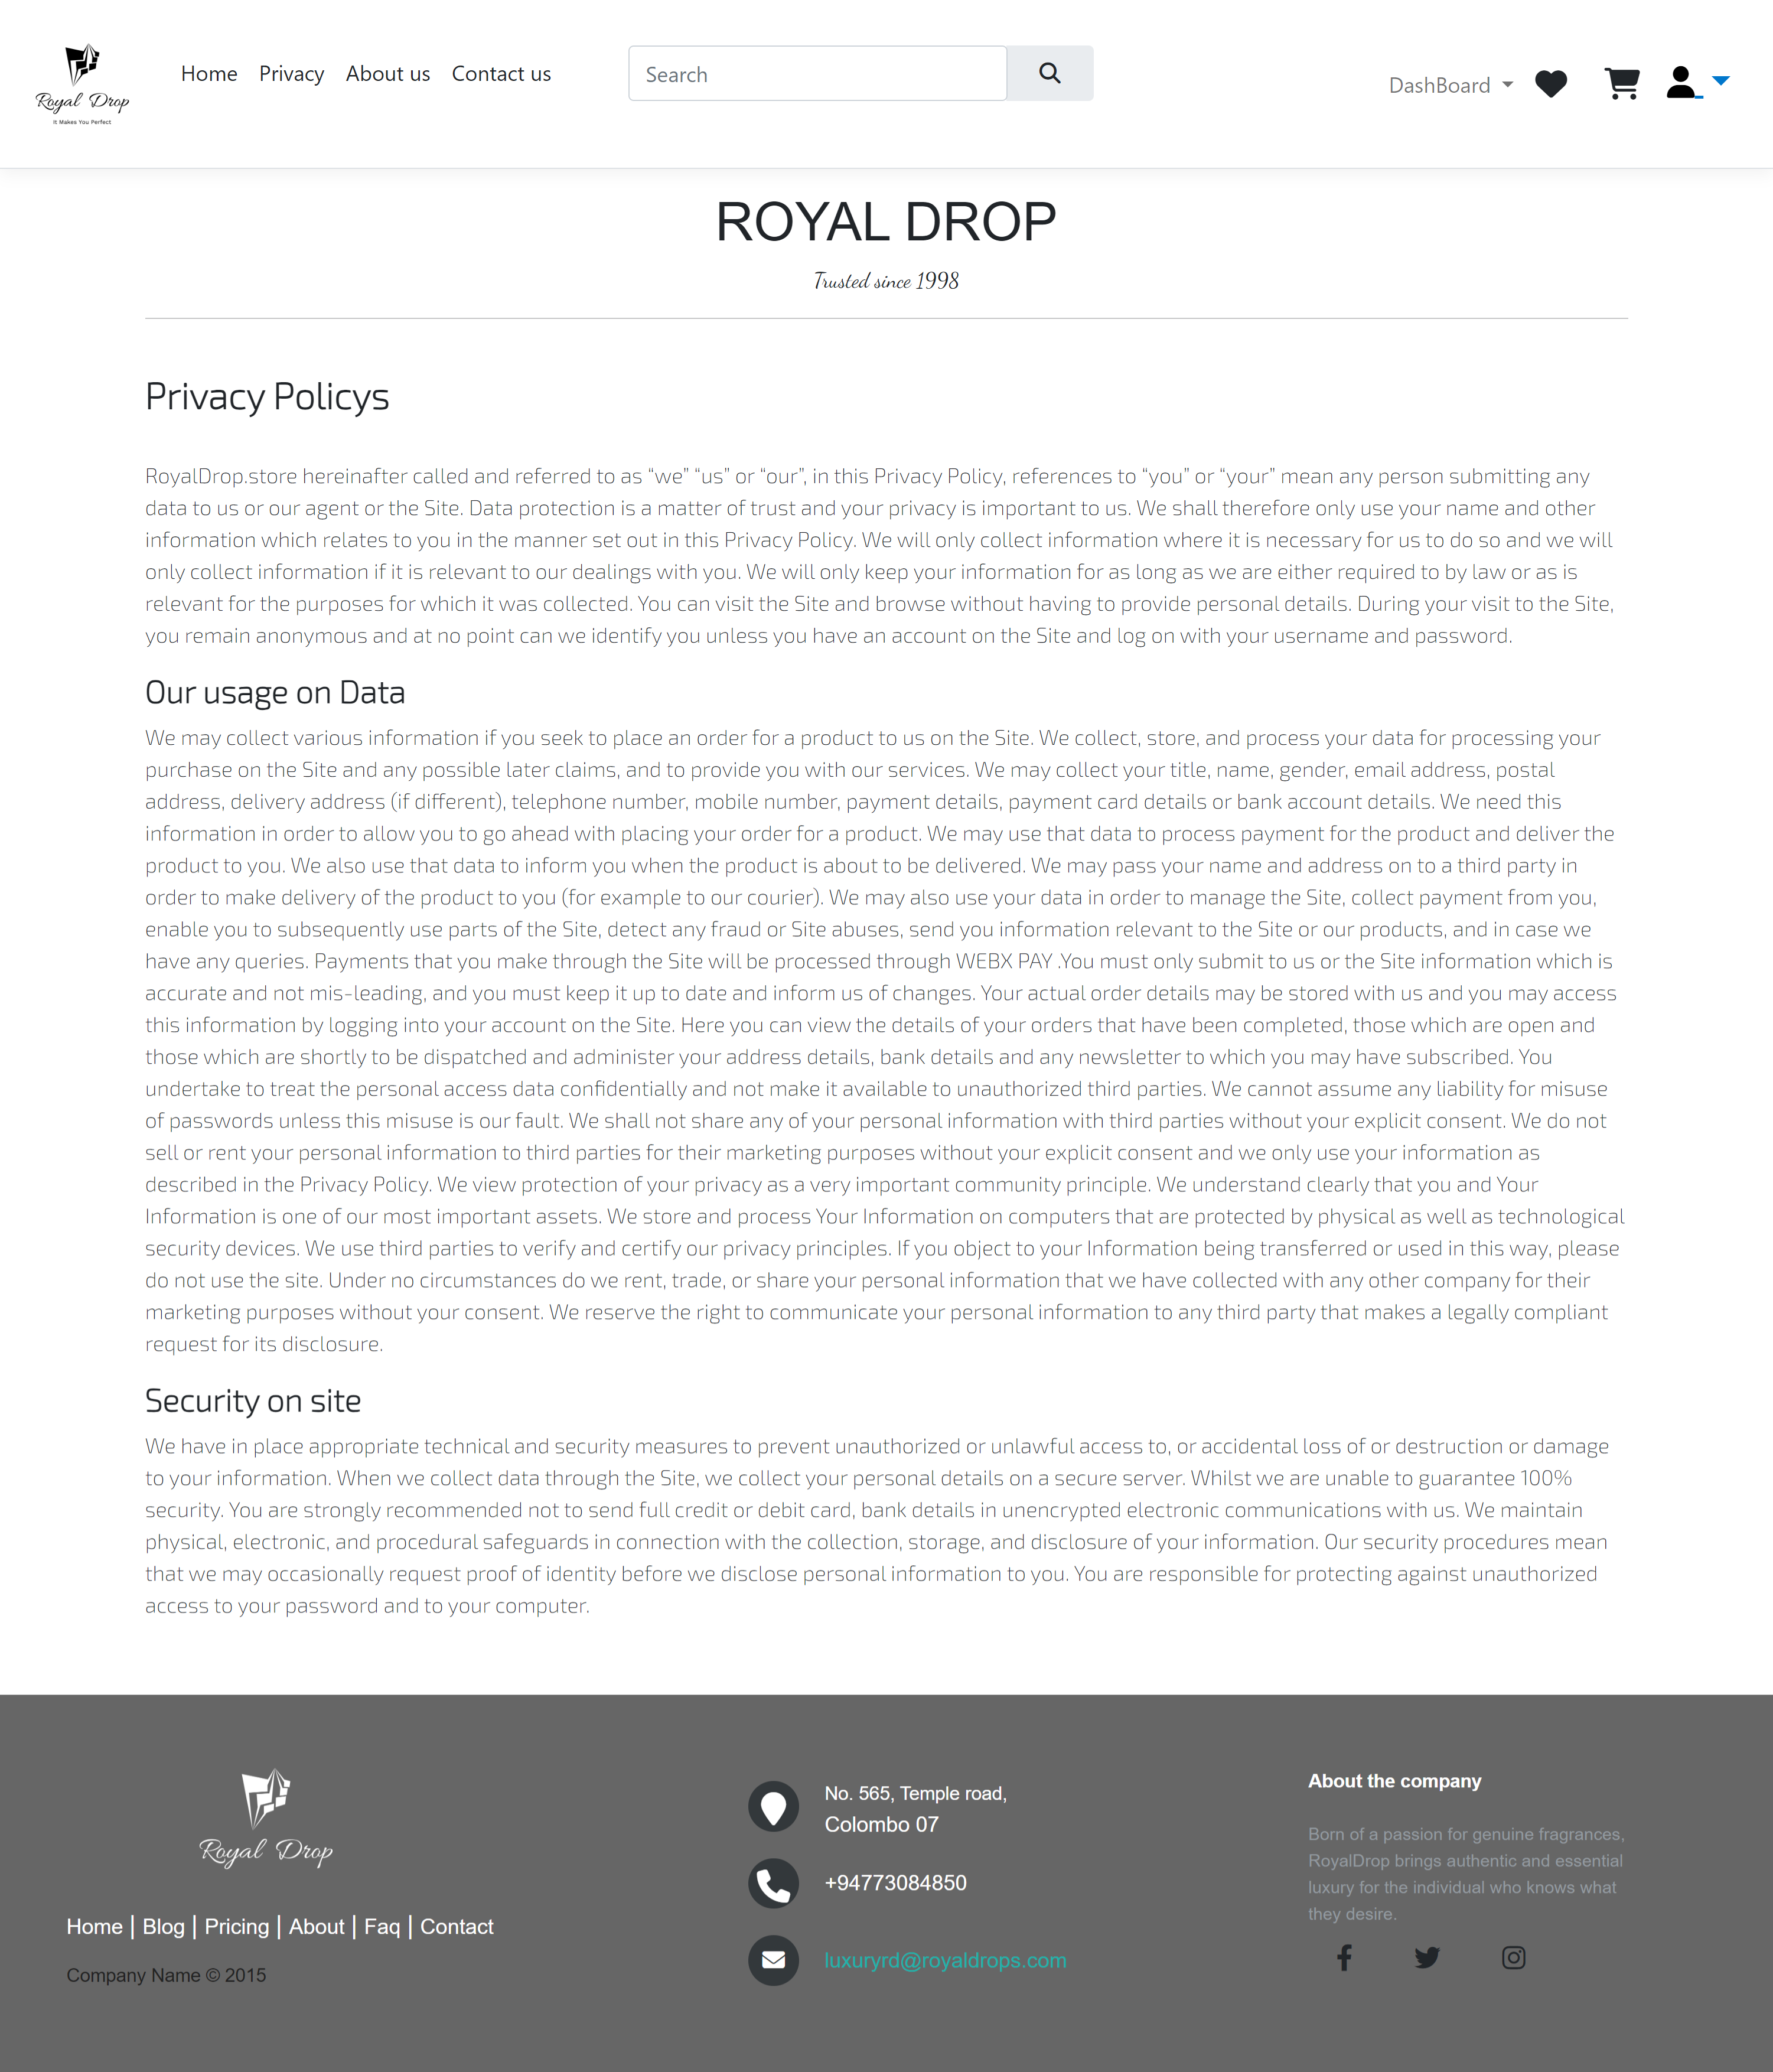 Royal Drop
It Makes You Perfect
Home Privacy About us Contact us
Search
DashBoard
ROYAL DROP
Trusted since 1998
Privacy Policys
RoyalDrop.store hereinafter called and referred to as “we” “us” or “our”, in this Privacy Policy, references to “you” or “your” mean any person submitting any
data to us or our agent or the Site. Data protection is a matter of trust and your privacy is important to us. We shall therefore only use your name and other
information which relates to you in the manner set out in this Privacy Policy. We will only collect information where it is necessary for us to do so and we will
only collect information if it is relevant to our dealings with you. We will only keep your information for as long as we are either required to by law or as is
relevant for the purposes for which it was collected. You can visit the Site and browse without having to provide personal details. During your visit to the Site,
you remain anonymous and at no point can we identify you unless you have an account on the Site and log on with your username and password.
Our usage on Data
We may collect various information if you seek to place an order for a product to us on the Site. We collect, store, and process your data for processing your
purchase on the Site and any possible later claims, and to provide you with our services. We may collect your title, name, gender, email address, postal
address, delivery address (if different), telephone number, mobile number, payment details, payment card details or bank account details. We need this
information in order to allow you to go ahead with placing your order for a product. We may use that data to process payment for the product and deliver the
product to you. We also use that data to inform you when the product is about to be delivered. We may pass your name and address on to a third party in
order to make delivery of the product to you (for example to our courier). We may also use your data in order to manage the Site, collect payment from you,
enable you to subsequently use parts of the Site, detect any fraud or Site abuses, send you information relevant to the Site or our products, and in case we
have any queries. Payments that you make through the Site will be processed through WEBX PAY .You must only submit to us or the Site information which is
accurate and not mis-leading, and you must keep it up to date and inform us of changes. Your actual order details may be stored with us and you may access
this information by logging into your account on the Site. Here you can view the details of your orders that have been completed, those which are open and
those which are shortly to be dispatched and administer your address details, bank details and any newsletter to which you may have subscribed. You
undertake to treat the personal access data confidentially and not make it available to unauthorized third parties. We cannot assume any liability for misuse
of passwords unless this misuse is our fault. We shall not share any of your personal information with third parties without your explicit consent. We do not
sell or rent your personal information to third parties for their marketing purposes without your explicit consent and we only use your information as
described in the Privacy Policy. We view protection of your privacy as a very important community principle. We understand clearly that you and Your
Information is one of our most important assets. We store and process Your Information on computers that are protected by physical as well as technological
security devices. We use third parties to verify and certify our privacy principles. If you object to your Information being transferred or used in this way, please
do not use the site. Under no circumstances do we rent, trade, or share your personal information that we have collected with any other company for their
marketing purposes without your consent. We reserve the right to communicate your personal information to any third party that makes a legally compliant
request for its disclosure.
Security on site
We have in place appropriate technical and security measures to prevent unauthorized or unlawful access to, or accidental loss of or destruction or damage
to your information. When we collect data through the Site, we collect your personal details on a secure server. Whilst we are unable to guarantee 100%
security. You are strongly recommended not to send full credit or debit card, bank details in unencrypted electronic communications with us. We maintain
physical, electronic, and procedural safeguards in connection with the collection, storage, and disclosure of your information. Our security procedures mean
that we may occasionally request proof of identity before we disclose personal information to you. You are responsible for protecting against unauthorized
access to your password and to your computer.
Royal Drop
Home | Blog | Pricing | About | Faq | Contact
Company Name © 2015
No. 565, Temple road,
Colombo 07
+94773084850
luxuryrd@royaldrops.com
About the company
Born of a passion for genuine fragrances,
RoyalDrop brings authentic and essential
luxury for the individual who knows what
they desire.